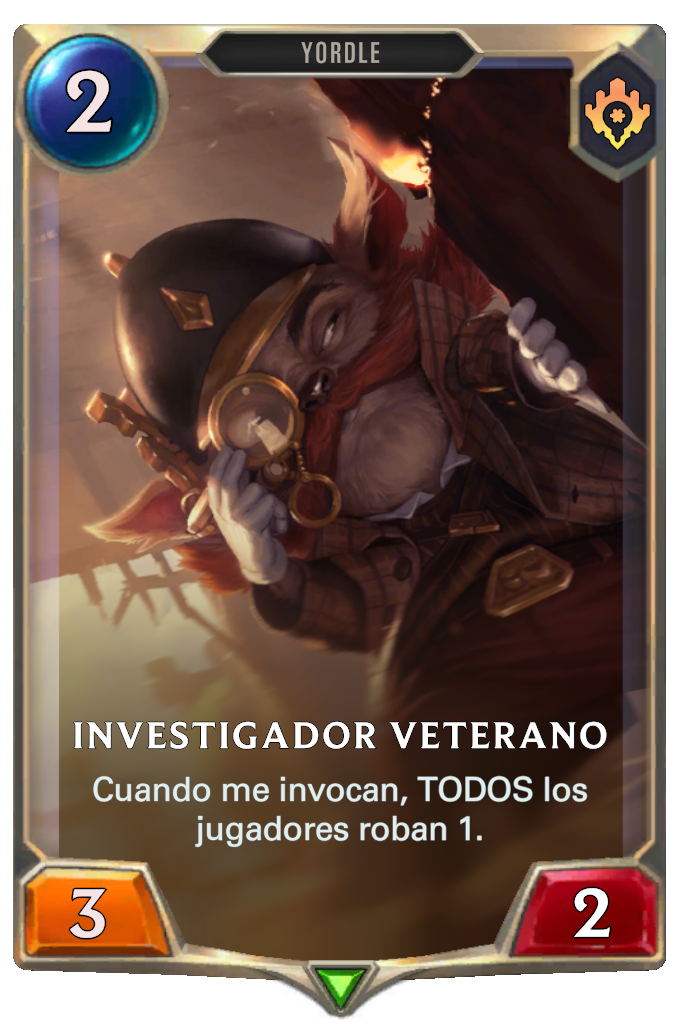 YORDLE
2
INVESTIGADOR VETERANO
Cuando me invocan, TODOS los
jugadores roban 1.
3
2